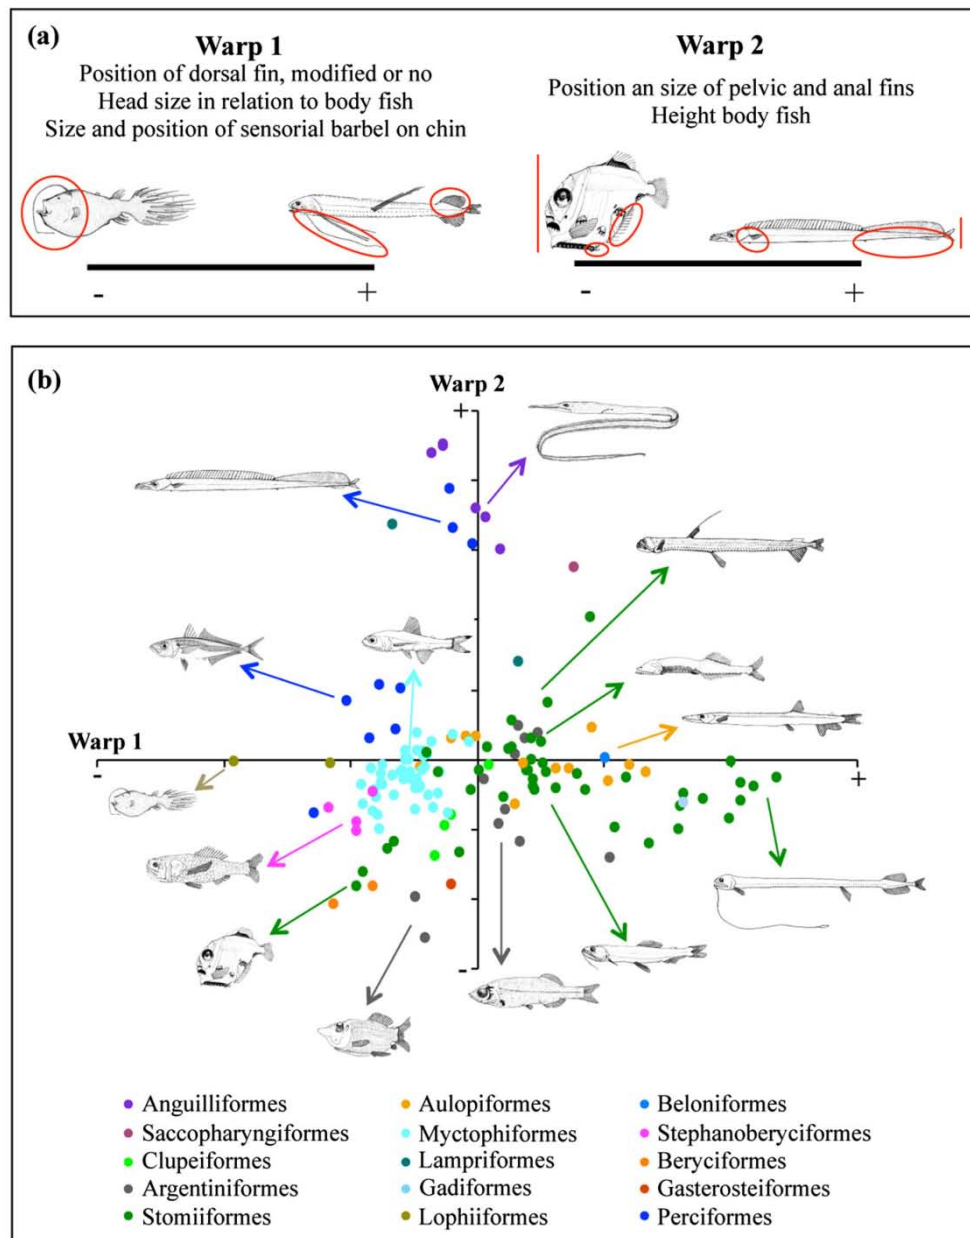 (a)
Warp 1
Position of dorsal fin, modified or no
Head size in relation to body fish
Size and position of sensorial barbel on chin
- +
Warp 2
Position an size of pelvic and anal fins
Height body fish
- +
(b)
Warp 2
+
Warp 1
- +
-
Anguilliformes
Saccopharyngiformes
Clupeiformes
Argentiniformes
Stomiiformes
Aulopiformes
Myctophiformes
Lampriformes
Gadiformes
Lophiiformes
Beloniformes
Stephanoberyciformes
Beryciformes
Gasterosteiformes
Perciformes